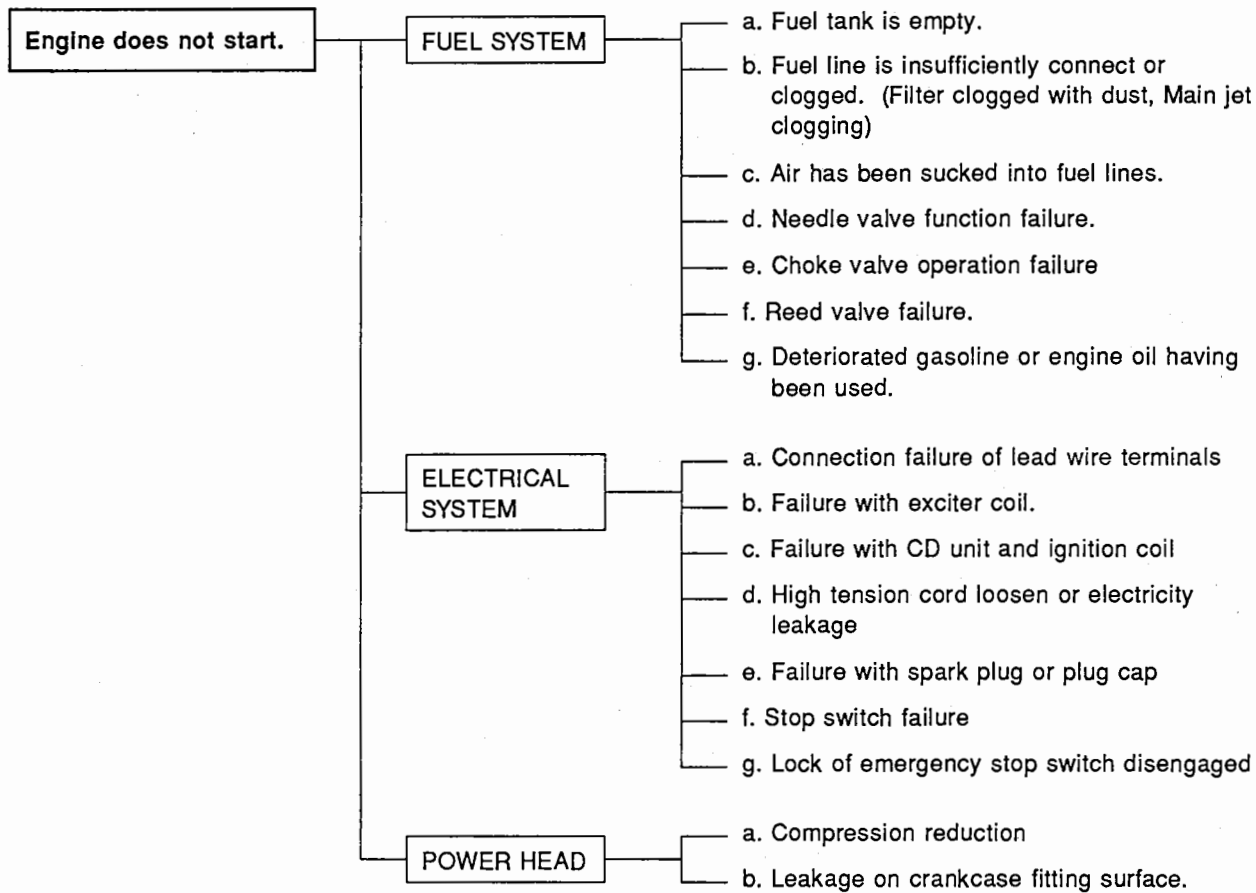 Engine does not start.
FUEL SYSTEM
a. Fuel tank is empty.
b. Fuel line is insufficiently connect or
clogged. (Filter clogged with dust, Main jet
clogging)
c. Air has been sucked into fuel lines.
d. Needle valve function failure.
e. Choke valve operation failure
f. Reed valve failure.
g. Deteriorated gasoline or engine oil having
been used.
ELECTRICAL
SYSTEM
a. Connection failure of lead wire terminals
b. Failure with exciter coil.
c. Failure with CD unit and ignition coil
d. High tension cord loosen or electricity
leakage
e. Failure with spark plug or plug cap
f. Stop switch failure
g. Lock of emergency stop switch disengaged
POWER HEAD
a. Compression reduction
b. Leakage on crankcase fitting surface.